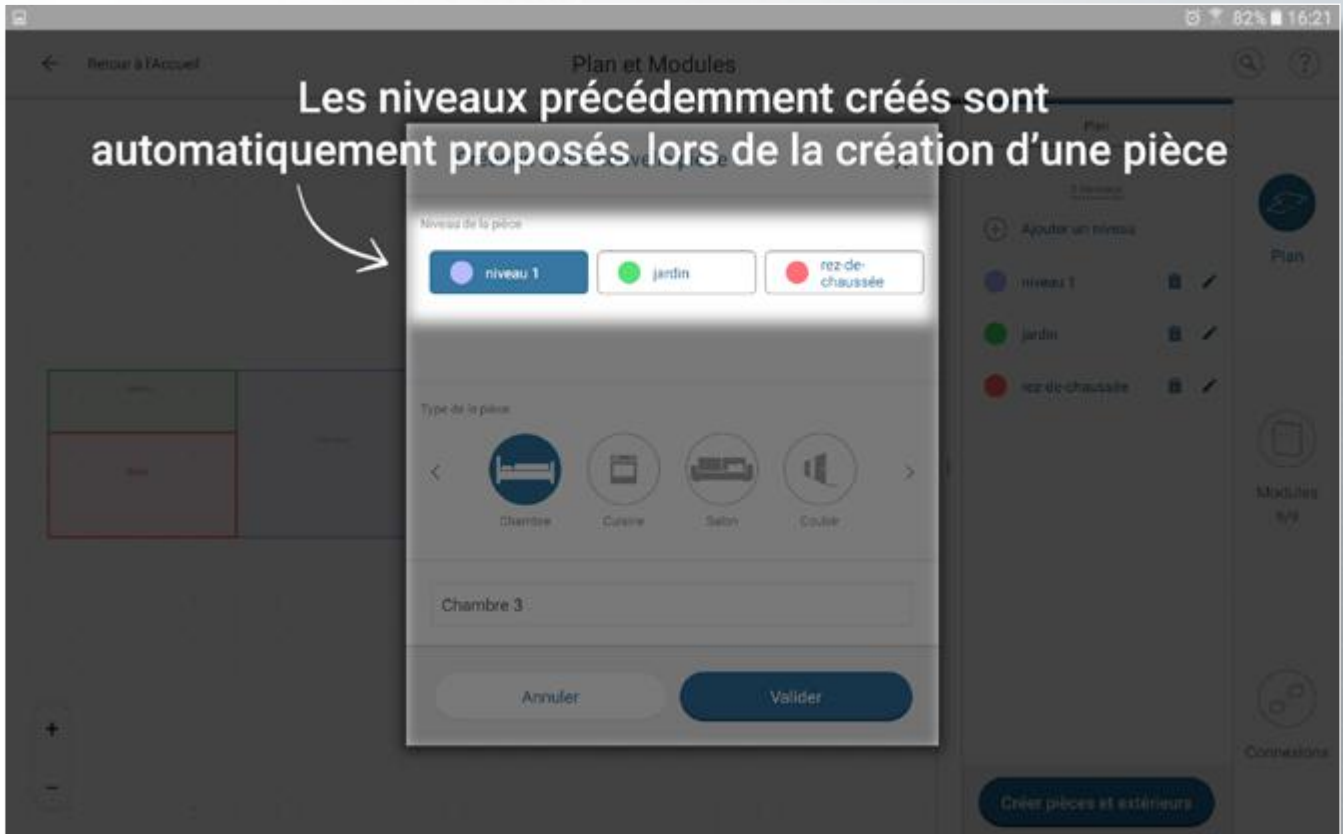 82% 16:21
Retour à l'Accueil
Plan et Modules
Les niveaux précédemment créés sont
automatiquement proposés lors de la création d'une pièce
Plan
Niveau de la pièce
niveau 1
jardin
rez-de-
chaussée
Ajouter un niveau
niveau 1
jardin
rez-de-chaussée
Plan
Type de la pièce
Chambre
Cuisine
Salon
Couloir
Modules
Chambre 3
Annuler
Valider
Connexions
Créer pièces et extérieurs